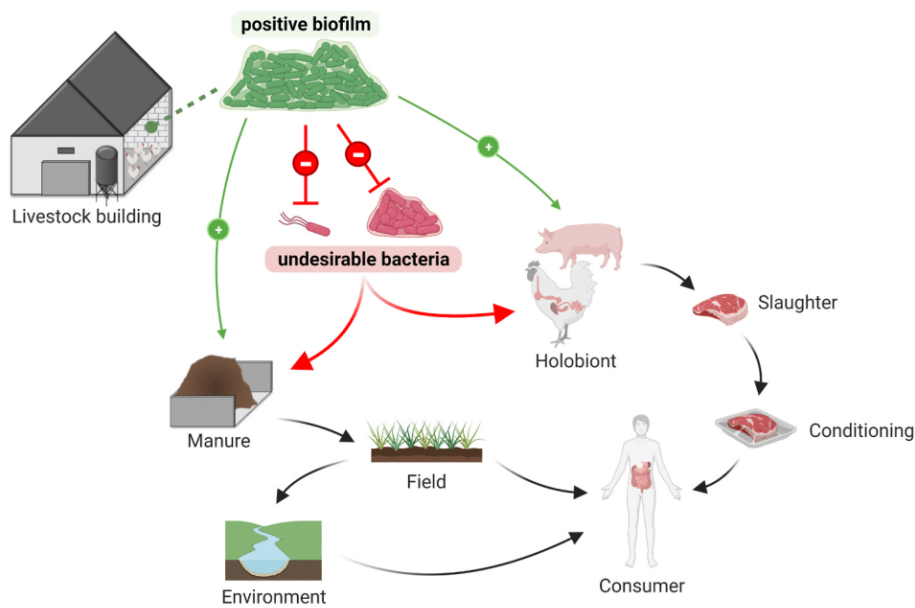 positive biofilm
Livestock building
+
-
-
+
undesirable bacteria
Holobiont
Slaughter
Manure
Field
Conditioning
Environment
Consumer